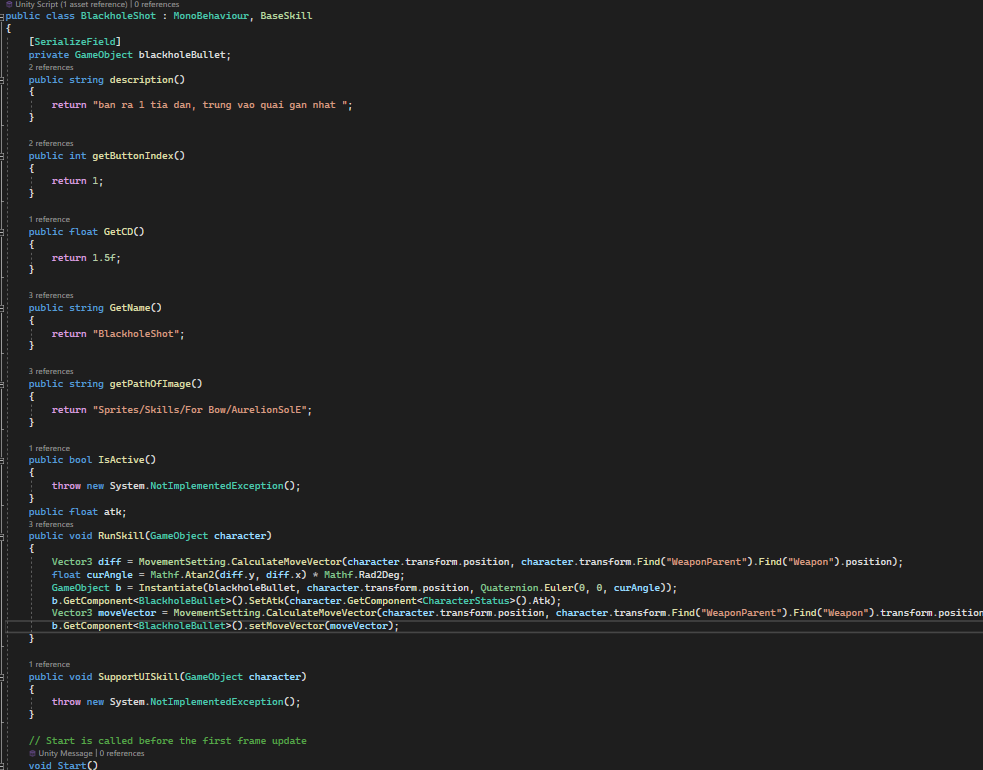 Unity Script (1 asset reference) | 0 references
public class BlackholeShot : MonoBehaviour, BaseSkill
{
[SerializeField]
private GameObject blackholeBullet;
2 references
public string description()
{
return "ban ra 1 tia dan, trung vao quai gan nhat ";
}
2 references
public int getButtonIndex()
{
return 1;
}
1 reference
public float GetCD()
{
return 1.5f;
}
3 references
public string GetName()
{
return "BlackholeShot";
}
3 references
public string getPathOfImage()
{
return "Sprites/Skills/For Bow/AurelionSolE";
}
1 reference
public bool IsActive()
{
throw new System.NotImplementedException();
}
public float atk;
3 references
public void RunSkill(GameObject character)
{
Vector3 diff = MovementSetting.CalculateMoveVector(character.transform.position, character.transform.Find("WeaponParent").Find("Weapon").position);
float curAngle = Mathf.Atan2(diff.y, diff.x) * Mathf.Rad2Deg;
GameObject b = Instantiate(blackholeBullet, character.transform.position, Quaternion.Euler(0, 0, curAngle));
b.GetComponent<BlackholeBullet>().SetAtk(character.GetComponent<CharacterStatus>().Atk);
Vector3 moveVector = MovementSetting.CalculateMoveVector(character.transform.position, character.transform.Find("WeaponParent").Find("Weapon").transform.position
b.GetComponent<BlackholeBullet>().setMoveVector(moveVector);
}
1 reference
public void SupportUISkill(GameObject character)
{
throw new System.NotImplementedException();
}
// Start is called before the first frame update
Unity Message | 0 references
void Start()